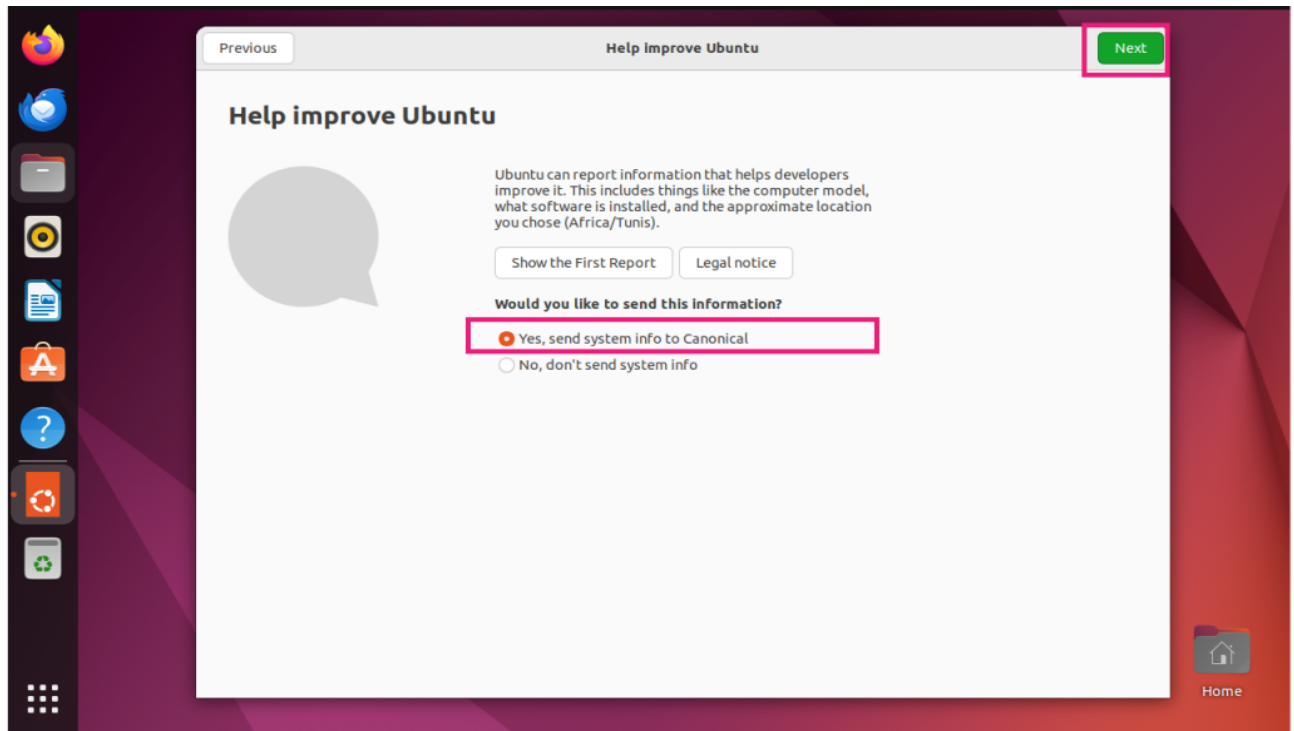 Previous
Help improve Ubuntu
Next
Help improve Ubuntu
Ubuntu can report information that helps developers
improve it. This includes things like the computer model,
what software is installed, and the approximate location
you chose (Africa/Tunis).
Show the First Report
Legal notice
Would you like to send this information?
Yes, send system info to Canonical
No, don't send system info
Home